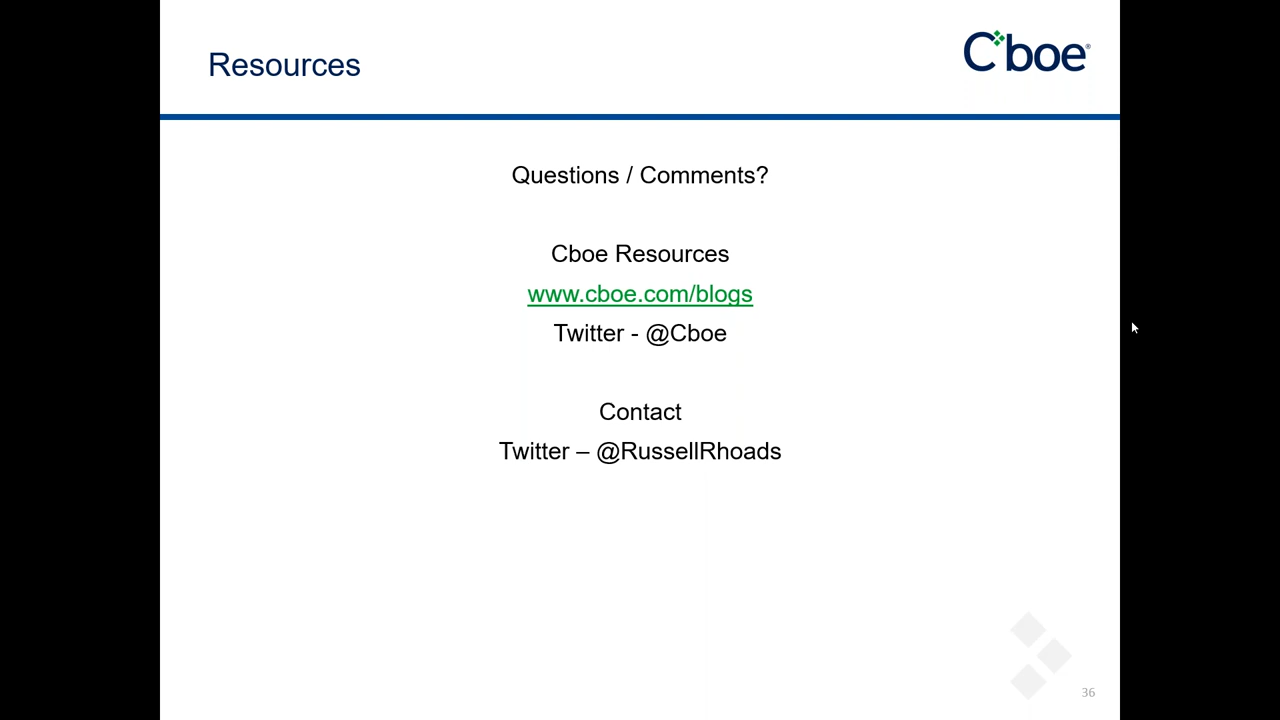 Resources
Cboe®
Questions / Comments?
Cboe Resources
www.cboe.com/blogs
Twitter - @Cboe
Contact
Twitter – @RussellRhoads
36